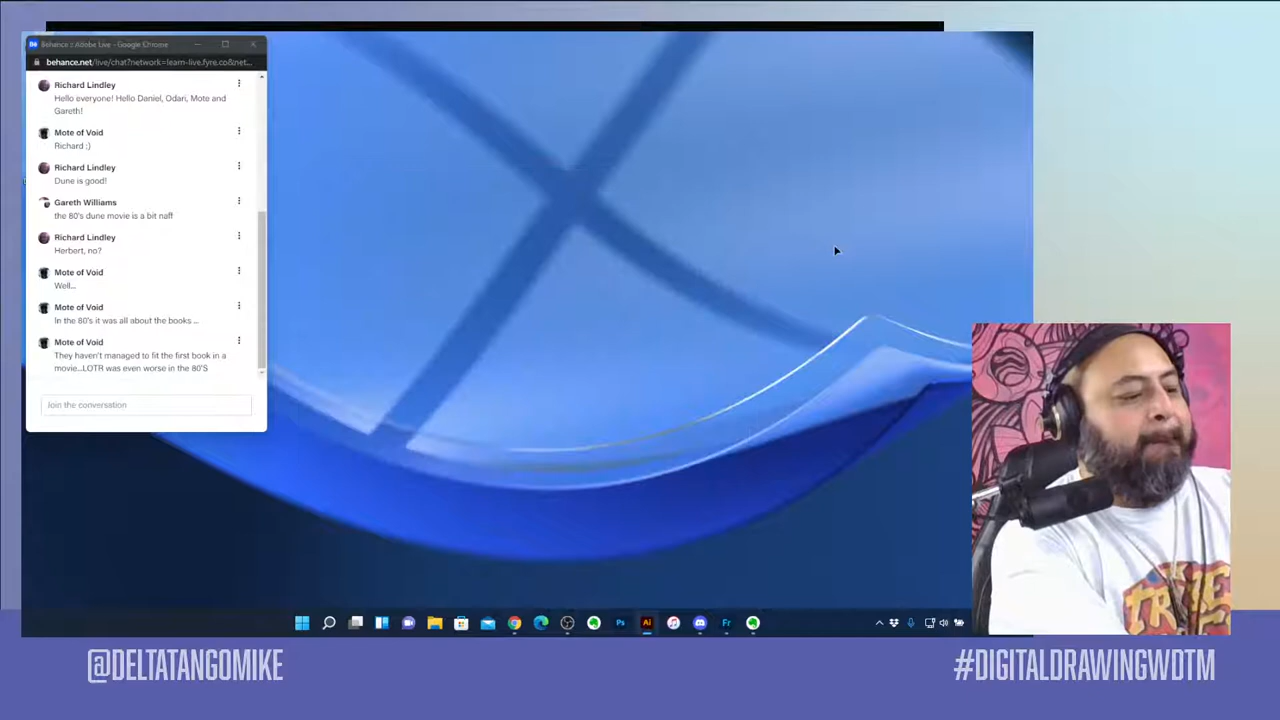 Behance :: Adobe Live - Google Chrome
behance.net/live/chat?network=learn-live.fyre.co&net...
Richard Lindley
Hello everyone! Hello Daniel, Odari, Mote and
Gareth!
Mote of Void
Richard ;)
Richard Lindley
Dune is good!
Gareth Williams
the 80's dune movie is a bit naff
Richard Lindley
Herbert, no?
Mote of Void
Well...
Mote of Void
In the 80's it was all about the books ...
Mote of Void
They haven't managed to fit the first book in a
movie...LOTR was even worse in the 80'S
Join the conversation
Ps
Ai
Fr
@DELTATANGOMIKE
#DIGITALDRAWINGWDTM